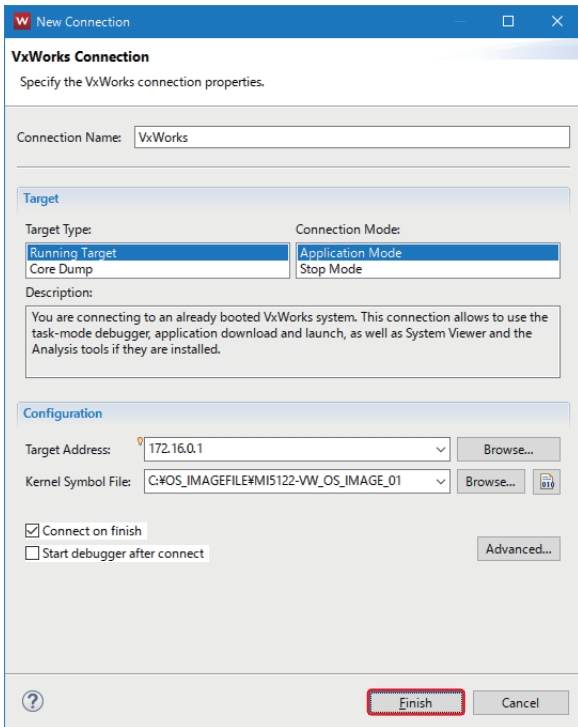 W New Connection
VxWorks Connection
Specify the VxWorks connection properties.
Connection Name: VxWorks
Target
Target Type: Connection Mode:
Running Target Application Mode
Core Dump Stop Mode
Description:
You are connecting to an already booted VxWorks system. This connection allows to use the
task-mode debugger, application download and launch, as well as System Viewer and the
Analysis tools if they are installed.
Configuration
Target Address: 172.16.0.1 Browse...
Kernel Symbol File: C:¥OS_IMAGEFILE¥MI5122-VW_OS_IMAGE_01 Browse... 010
Connect on finish
Start debugger after connect
Advanced...
? Finish Cancel